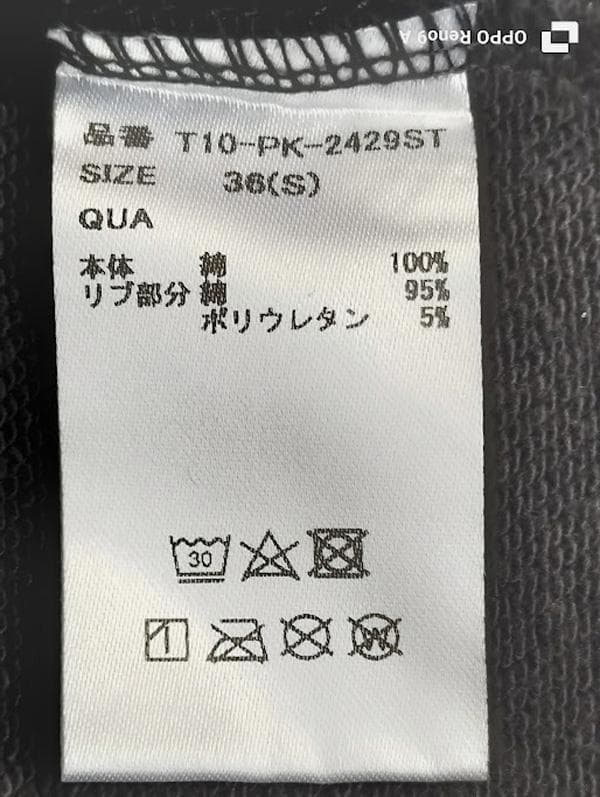 OPPO Reno9 A
品番 T10-PK-2429ST
SIZE 36(S)
QUA
本体 綿 100%
リブ部分 綿 95%
ポリウレタン 5%
30
W